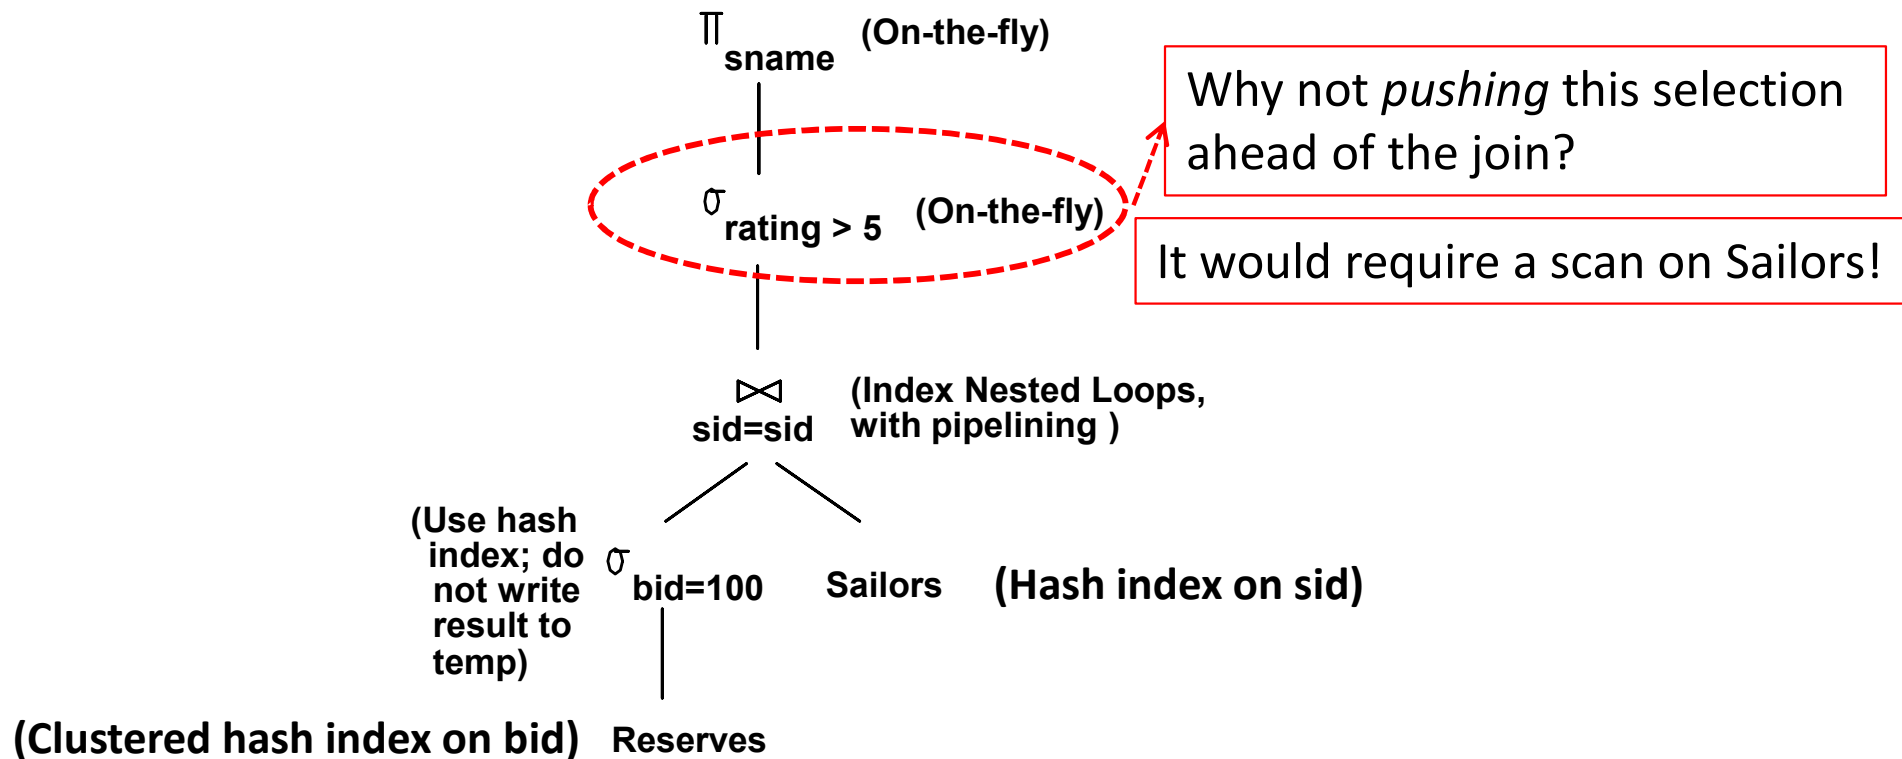 π sname (On-the-fly)
Why not pushing this selection
ahead of the join?
σ rating > 5 (On-the-fly)
It would require a scan on Sailors!
⋈ (Index Nested Loops,
sid=sid with pipelining )
(Use hash
index; do
not write
result to
temp)
σ bid=100
Sailors (Hash index on sid)
(Clustered hash index on bid) Reserves